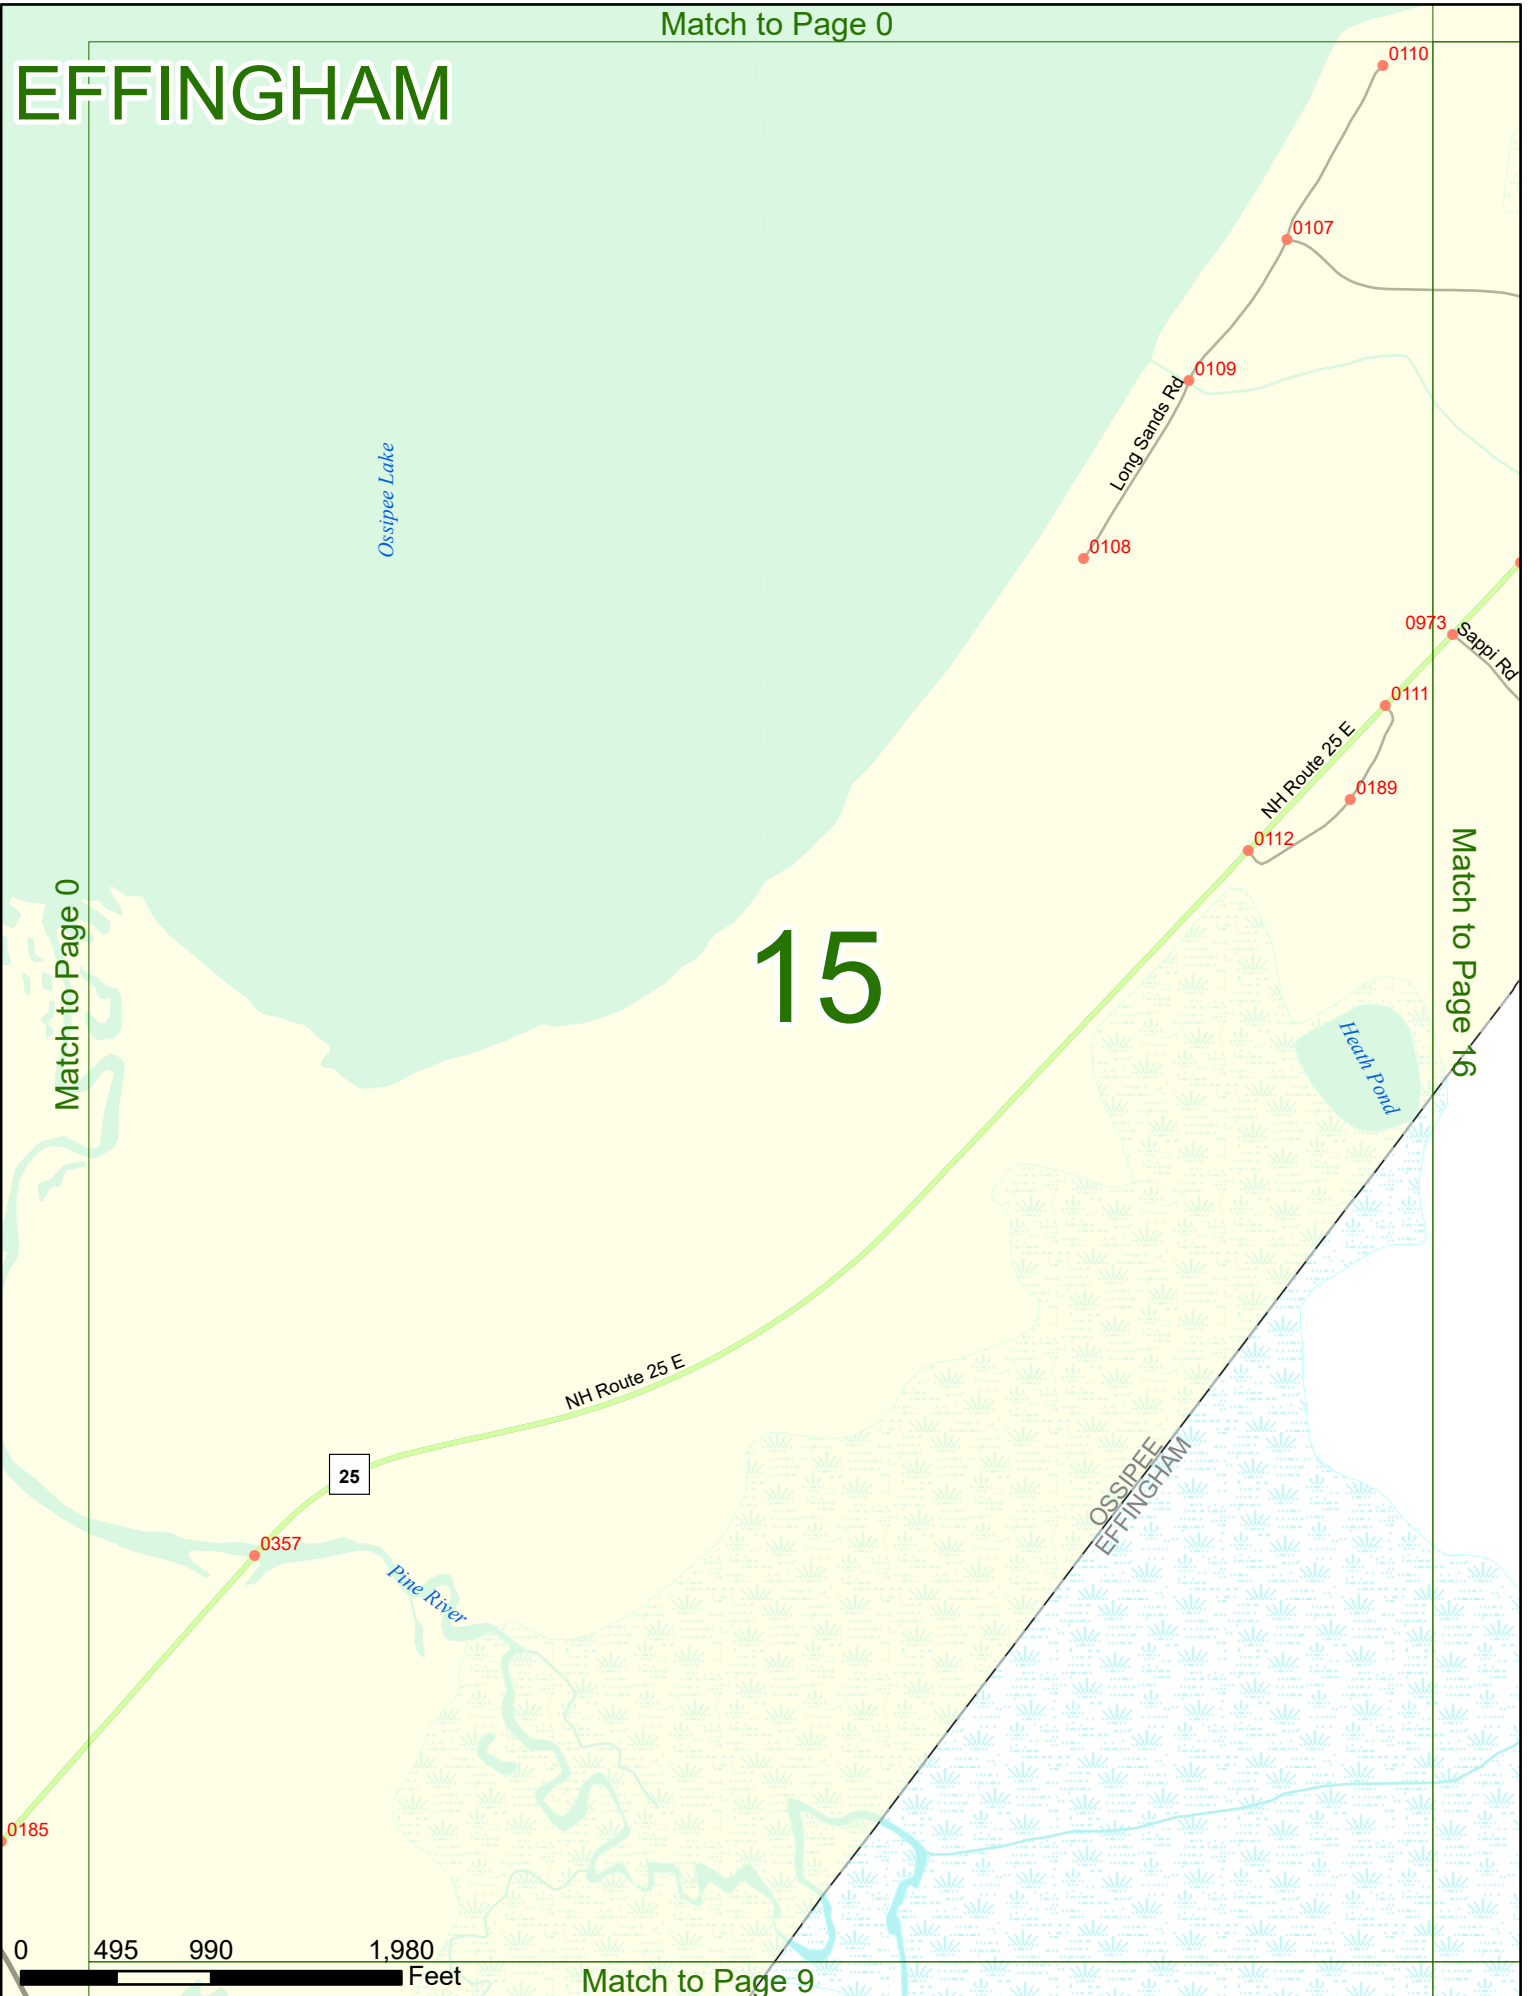 Match to Page 0
EFFINGHAM
0110
0107
0109
Long Sands Rd
Ossipee Lake
0108
0973
Sappi Rd
0111
NH Route 25 E
0189
0112
Match to Page 0
15
Match to Page 16
Heath Pond
NH Route 25 E
OSSIPEE
EFFINGHAM
25
0357
Pine River
0185
0 495 990 1,980
Feet
Match to Page 9